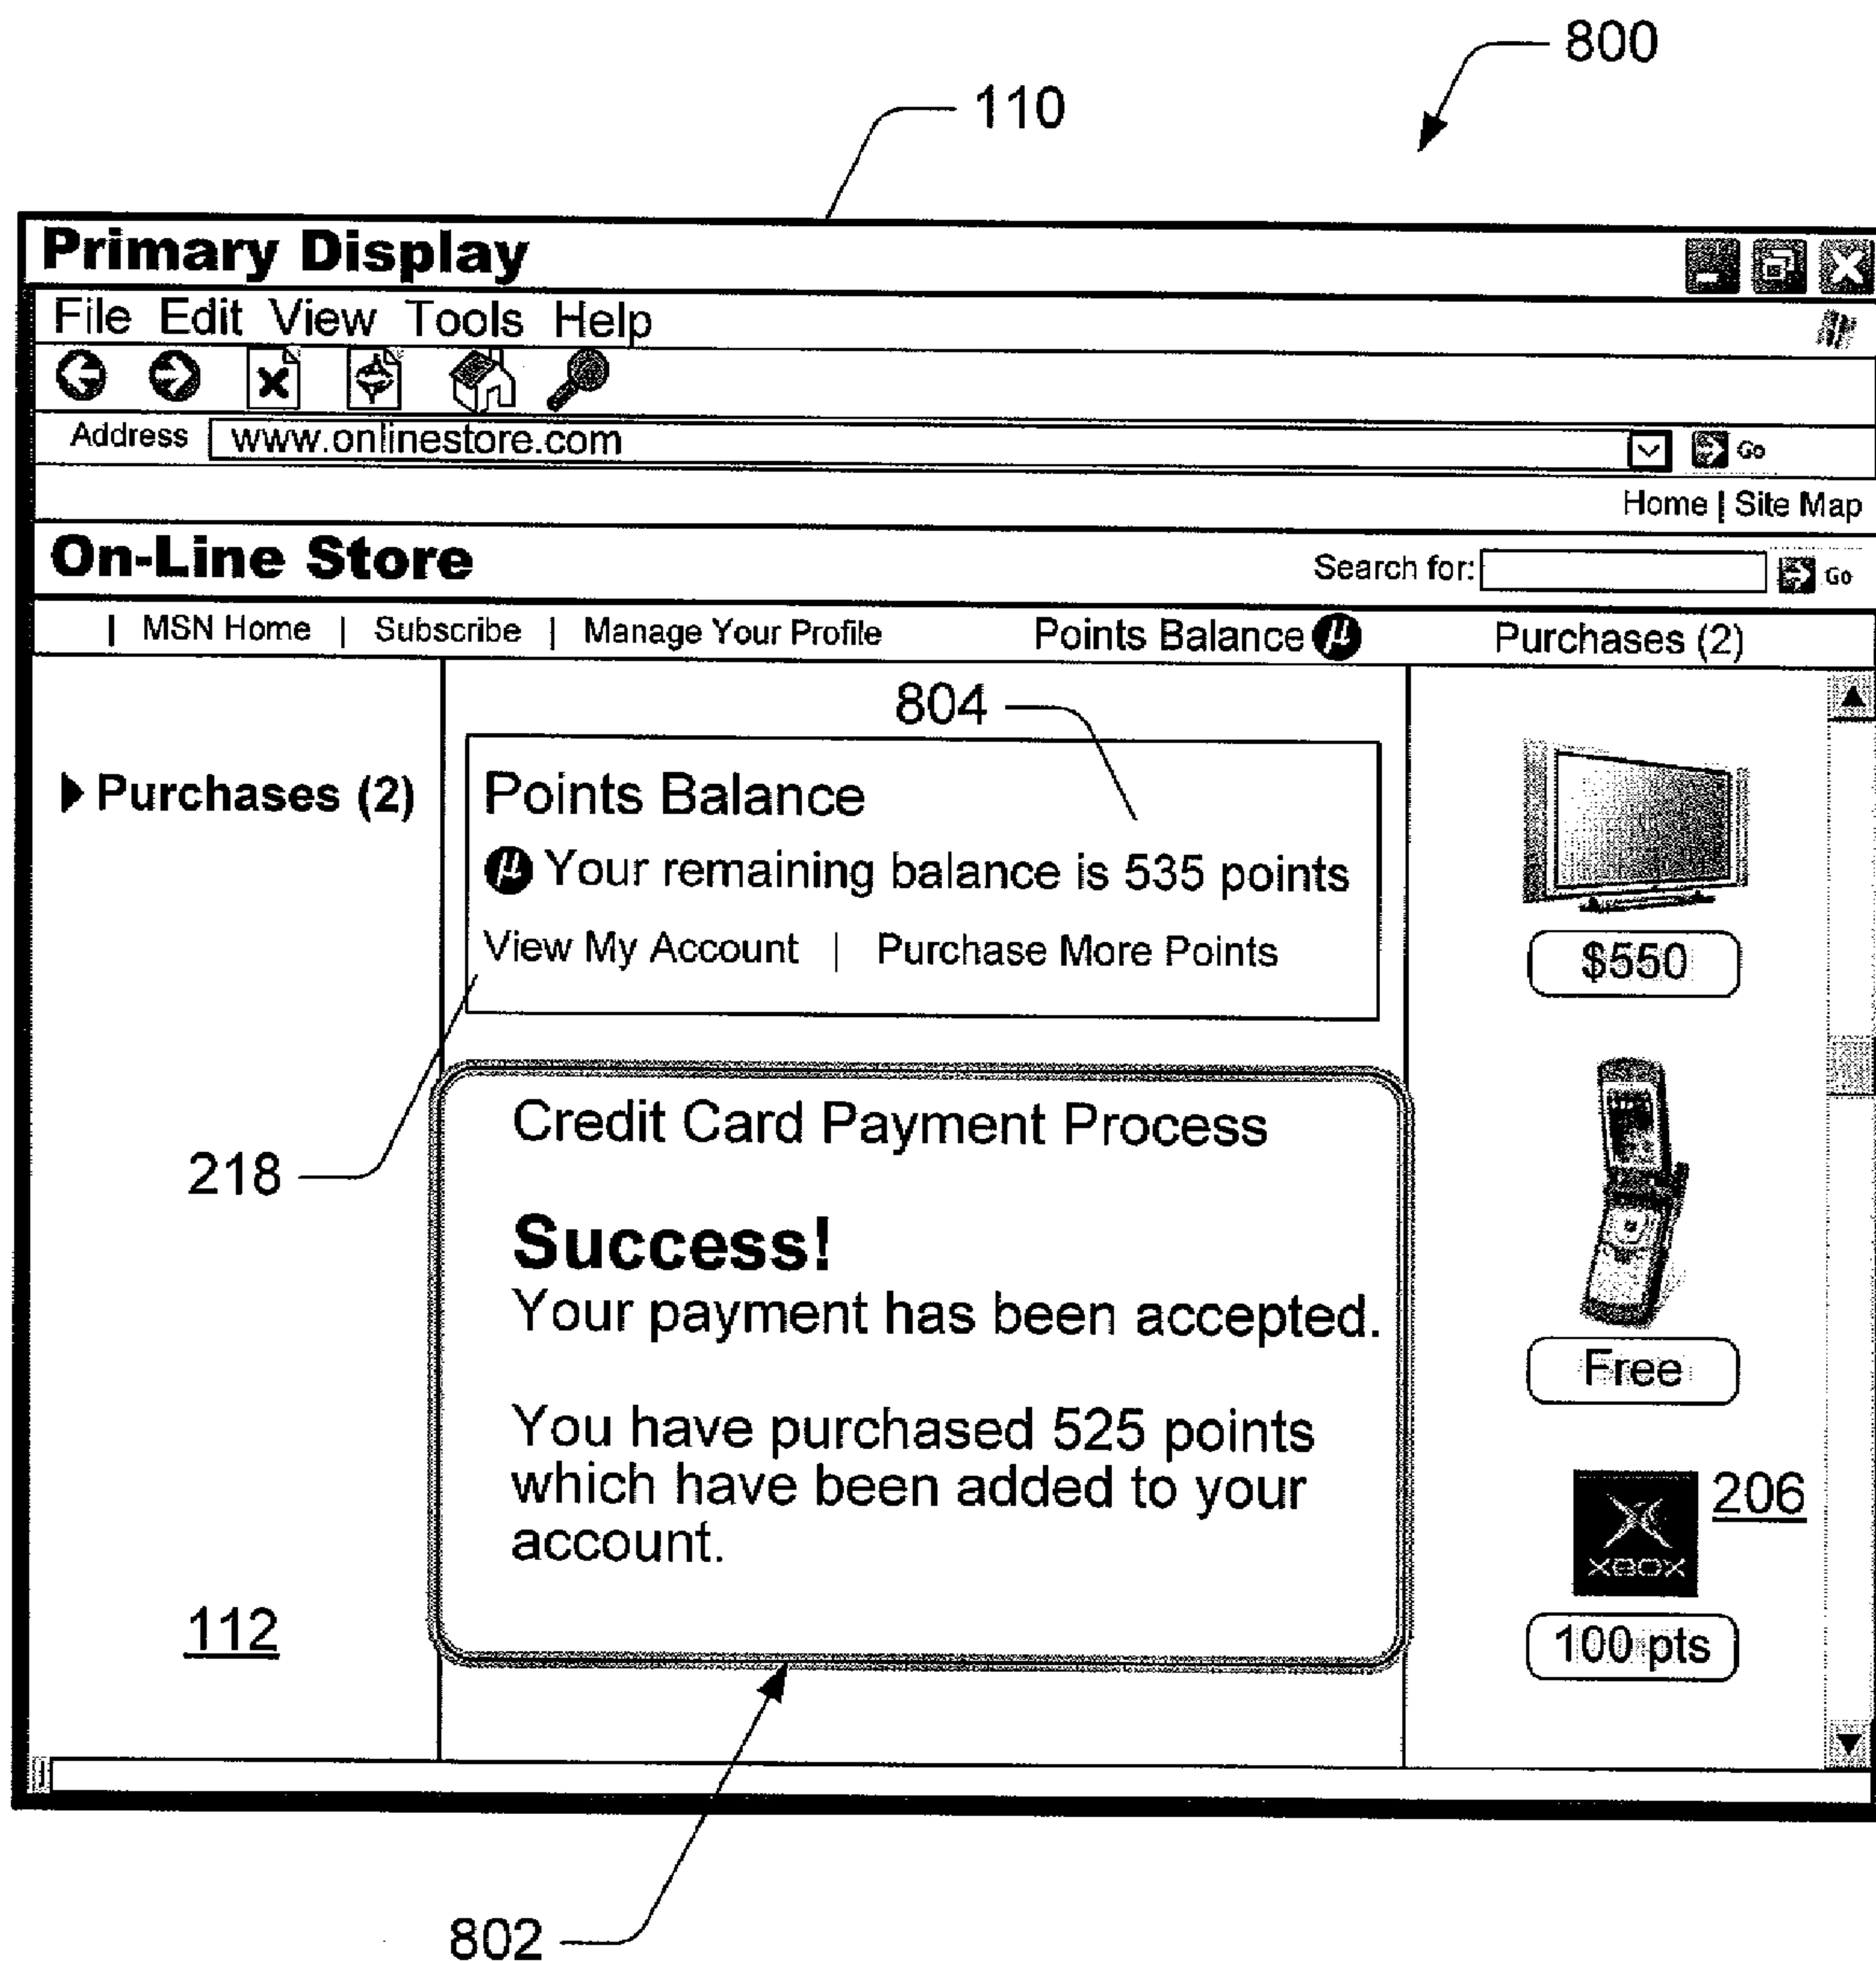 800
110
Primary Display
File Edit View Tools Help
Address www.onlinestore.com Go
Home | Site Map
On-Line Store Search for: Go
| MSN Home | Subscribe | Manage Your Profile Points Balance µ Purchases (2)
804
Purchases (2)
Points Balance
µ Your remaining balance is 535 points
View My Account | Purchase More Points
$550
218
Credit Card Payment Process
Success!
Your payment has been accepted.
You have purchased 525 points
which have been added to your
account.
Free
206
XBOX
100 pts
112
802